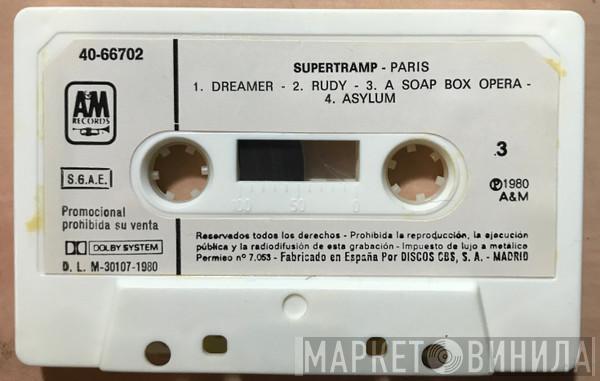 40-66702
SUPERTRAMP - PARIS
1. DREAMER - 2. RUDY - 3. A SOAP BOX OPERA -
4. ASYLUM
A&M
RECORDS
3
S.G.A.E.
℗1980
A&M
Promocional
prohibida su venta
100 50 0
DOLBY SYSTEM
D. L. M-30107-1980
Reservados todos los derechos - Prohibida la reproducción, la ejecución
pública y la radiodifusión de esta grabación - Impuesto de lujo a metálico
Permiso nº 7.053 - Fabricado en España Por DISCOS CBS, S. A. - MADRID
МАРКЕТ ВИНИЛА